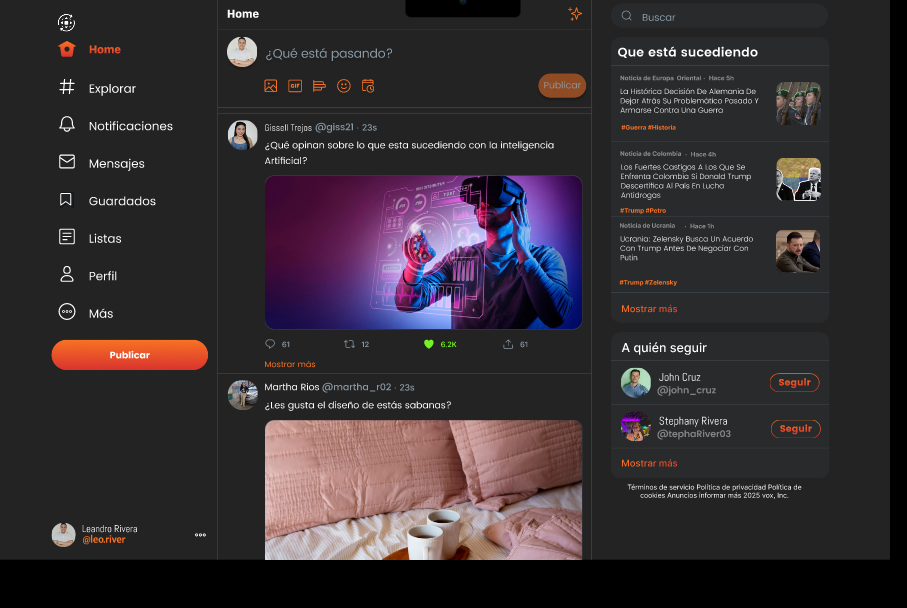 Home
Explorar
Notificaciones
Mensajes
Guardados
Listas
Perfil
Más
Publicar
Leandro Rivera
@leo.river
Home
¿Qué está pasando?
GIF
Publicar
Gissell Trejos @giss21 · 23s
¿Qué opinan sobre lo que esta sucediendo con la inteligencia
Artificial?
61
12
6.2K
61
Mostrar más
Martha Rios @martha_r02 · 23s
¿Les gusta el diseño de estás sabanas?
Buscar
Que está sucediendo
Noticia de Europa Oriental · Hace 5h
La Histórica Decisión De Alemania De
Dejar Atrás Su Problemático Pasado Y
Armarse Contra Una Guerra
#Guerra #Historia
Noticia de Colombia · Hace 4h
Los Fuertes Castigos A Los Que Se
Enfrenta Colombia Si Donald Trump
Descertifica Al País En Lucha
Antidrogas
#Trump #Petro
Noticia de Ucrania · Hace 1h
Ucrania: Zelensky Busca Un Acuerdo
Con Trump Antes De Negociar Con
Putin
#Trump #Zelensky
Mostrar más
A quién seguir
John Cruz
@john_cruz
Seguir
Stephany Rivera
@tephaRiver03
Seguir
Mostrar más
Términos de servicio Política de privacidad Política de
cookies Anuncios informar más 2025 vox, Inc.